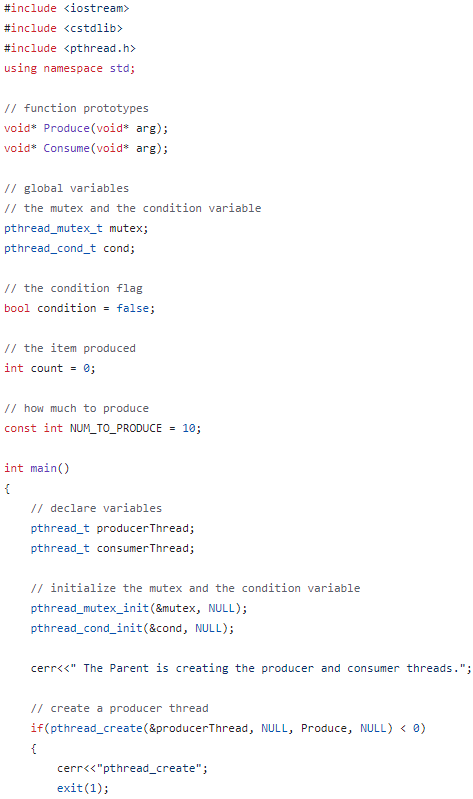 #include <iostream>
#include <cstdlib>
#include <pthread.h>
using namespace std;

// function prototypes
void* Produce(void* arg);
void* Consume(void* arg);

// global variables
// the mutex and the condition variable
pthread_mutex_t mutex;
pthread_cond_t cond;

// the condition flag
bool condition = false;

// the item produced
int count = 0;

// how much to produce
const int NUM_TO_PRODUCE = 10;

int main()
{
    // declare variables
    pthread_t producerThread;
    pthread_t consumerThread;

    // initialize the mutex and the condition variable
    pthread_mutex_init(&mutex, NULL);
    pthread_cond_init(&cond, NULL);

    cerr<<" The Parent is creating the producer and consumer threads.";

    // create a producer thread
    if(pthread_create(&producerThread, NULL, Produce, NULL) < 0)
    {
        cerr<<"pthread_create";
        exit(1);